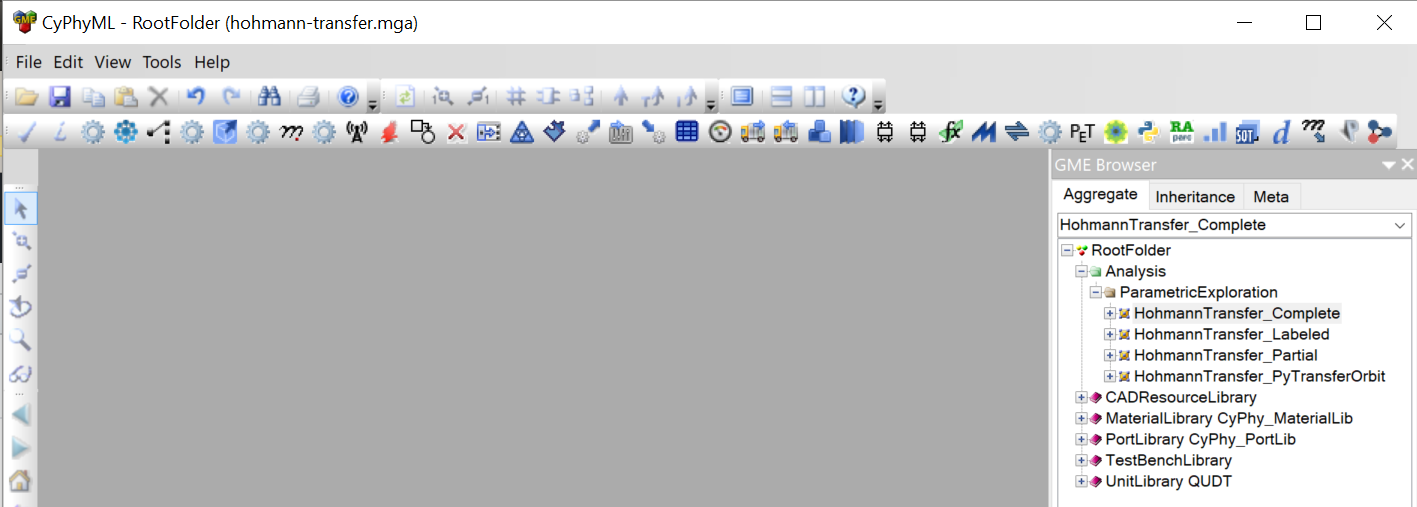 CyPhyML - RootFolder (hohmann-transfer.mga)
File Edit View Tools Help
PET RA SOT d
GME Browser
Aggregate Inheritance Meta
HohmannTransfer_Complete
RootFolder
Analysis
ParametricExploration
HohmannTransfer_Complete
HohmannTransfer_Labeled
HohmannTransfer_Partial
HohmannTransfer_PyTransferOrbit
CADResourceLibrary
MaterialLibrary CyPhy_MaterialLib
PortLibrary CyPhy_PortLib
TestBenchLibrary
UnitLibrary QUDT